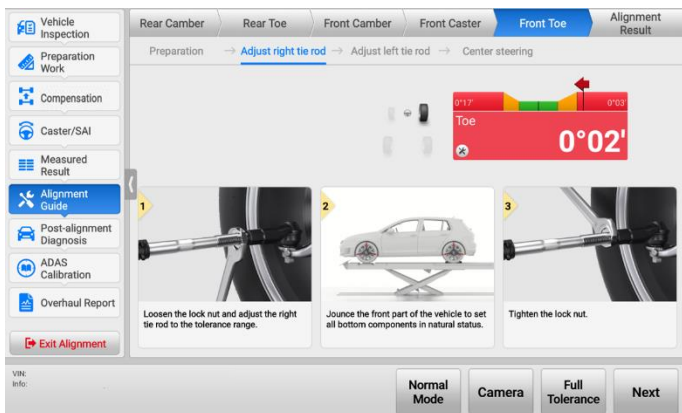 Vehicle
Inspection
Preparation
Work
Compensation
Caster/SAI
Measured
Result
Alignment
Guide
Post-alignment
Diagnosis
ADAS
Calibration
Overhaul Report
Exit Alignment
Rear Camber
Rear Toe
Front Camber
Front Caster
Front Toe
Alignment
Result
Preparation → Adjust right tie rod → Adjust left tie rod → Center steering
0°17' 0°03'
Toe
0°02'
1
Loosen the lock nut and adjust the right
tie rod to the tolerance range.
2
Jounce the front part of the vehicle to set
all bottom components in natural status.
3
Tighten the lock nut.
VIN:
Info:
Normal
Mode
Camera
Full
Tolerance
Next